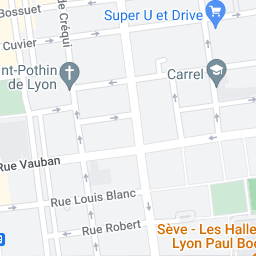 Bossuet
Super U et Drive
Cuvier
de Créqui
nt-Pothin
de Lyon
Carrel
Rue Vauban
Rue Louis Blanc
Rue Robert
Sève - Les Halle
Lyon Paul Boc